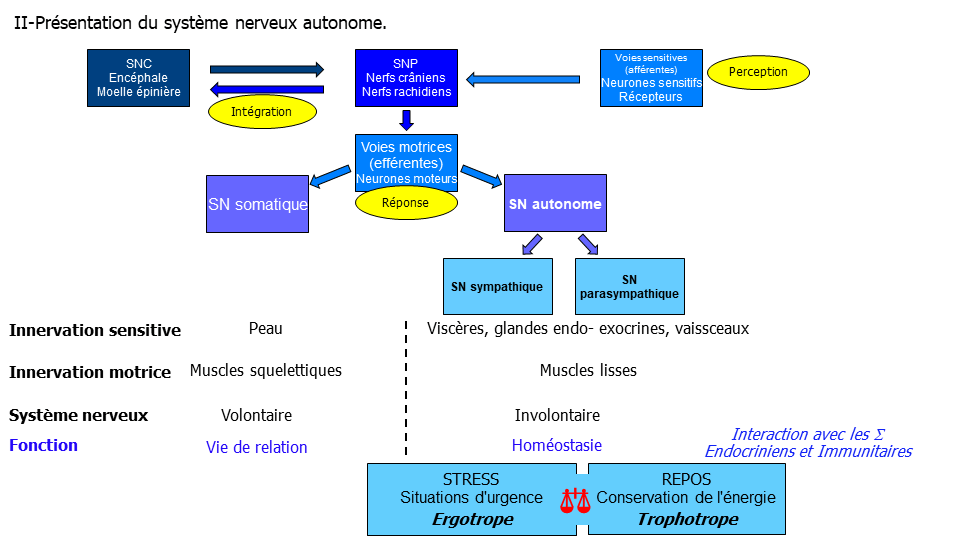 II-Présentation du système nerveux autonome.
SNC
Encéphale
Moelle épinière
SNP
Nerfs crâniens
Nerfs rachidiens
Voies sensitives
(afférentes)
Neurones sensitifs
Récepteurs
Perception
Intégration
Voies motrices
(efférentes)
Neurones moteurs
Réponse
SN somatique
SN autonome
SN sympathique
SN
parasympathique
Innervation sensitive
Peau
Viscères, glandes endo- exocrines, vaissceaux
Innervation motrice
Muscles squelettiques
Muscles lisses
Système nerveux
Volontaire
Involontaire
Fonction
Vie de relation
Homéostasie
Interaction avec les Σ
Endocriniens et Immunitaires
STRESS
Situations d'urgence
Ergotrope
REPOS
Conservation de l'énergie
Trophotrope